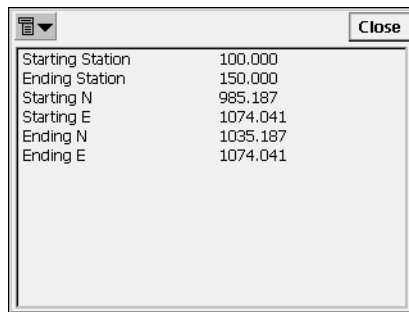 Close
Starting Station 100.000
Ending Station 150.000
Starting N 985.187
Starting E 1074.041
Ending N 1035.187
Ending E 1074.041